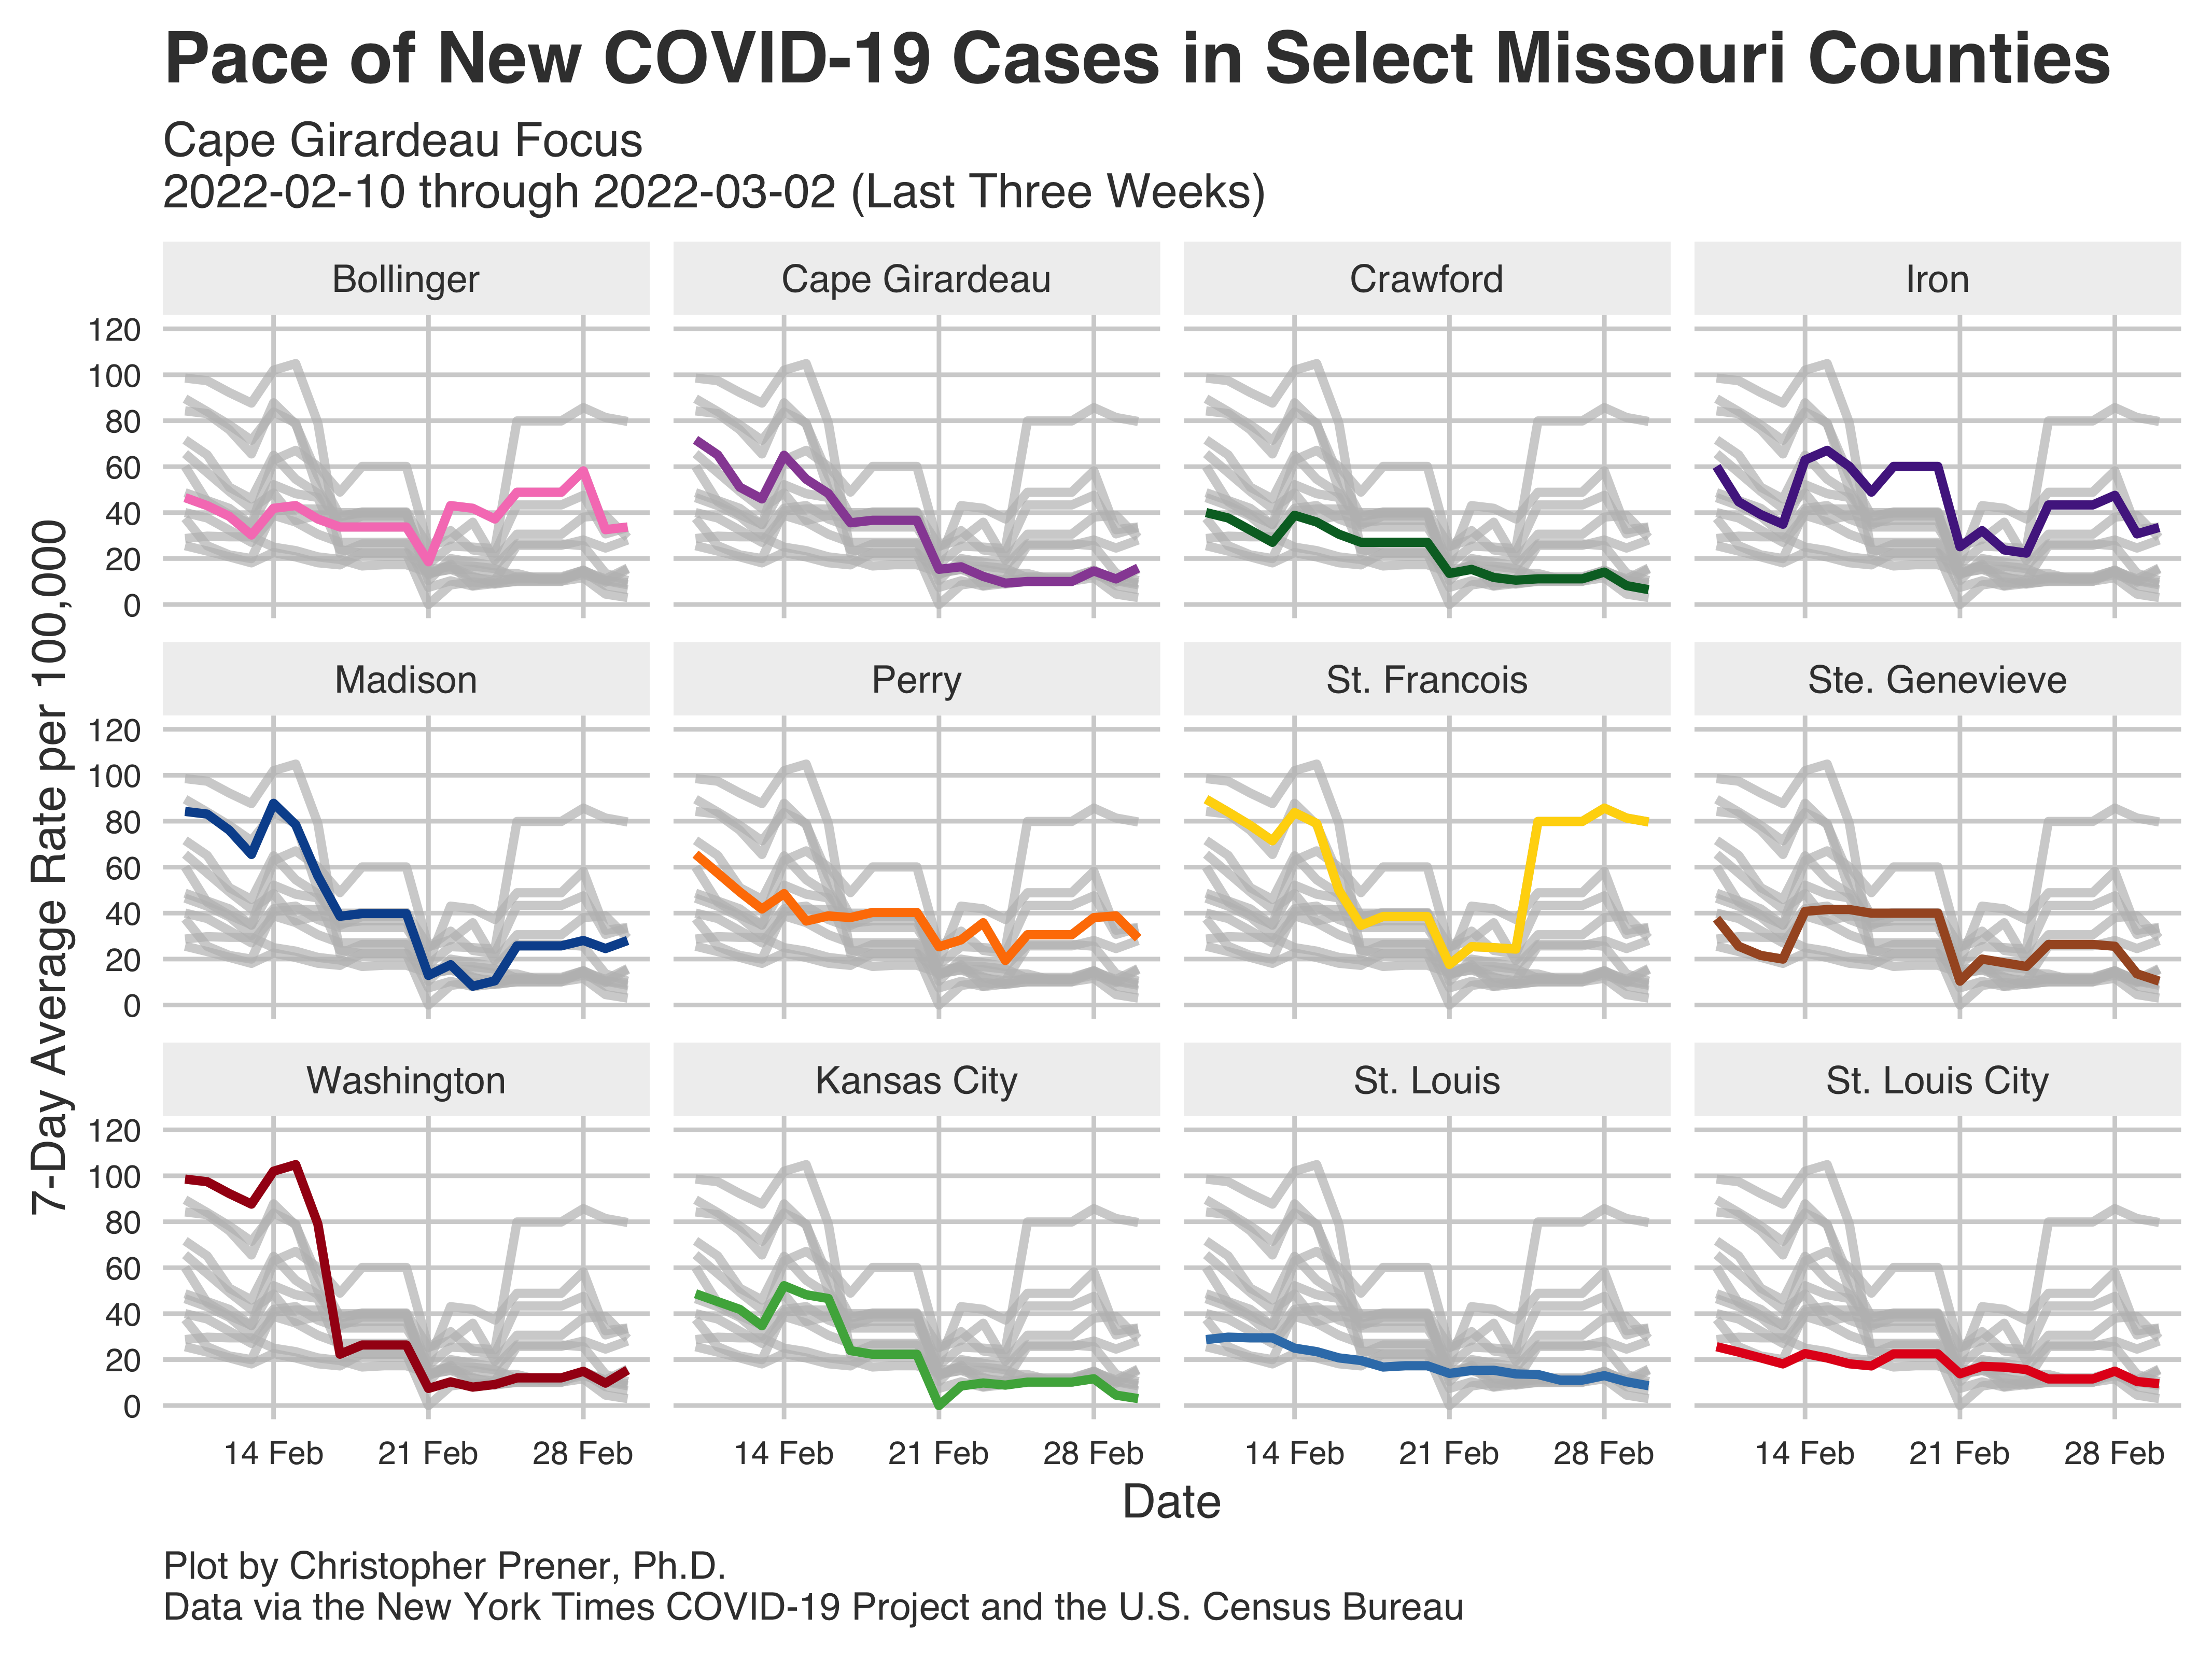 Pace of New COVID-19 Cases in Select Missouri Counties
Cape Girardeau Focus
2022-02-10 through 2022-03-02 (Last Three Weeks)
Bollinger
Cape Girardeau
Crawford
Iron
120
100
80
60
40
20
0
Madison
Perry
St. Francois
Ste. Genevieve
120
100
80
60
40
20
0
Washington
Kansas City
St. Louis
St. Louis City
120
100
80
60
40
20
0
14 Feb 21 Feb 28 Feb
14 Feb 21 Feb 28 Feb
14 Feb 21 Feb 28 Feb
14 Feb 21 Feb 28 Feb
7-Day Average Rate per 100,000
Date
Plot by Christopher Prener, Ph.D.
Data via the New York Times COVID-19 Project and the U.S. Census Bureau